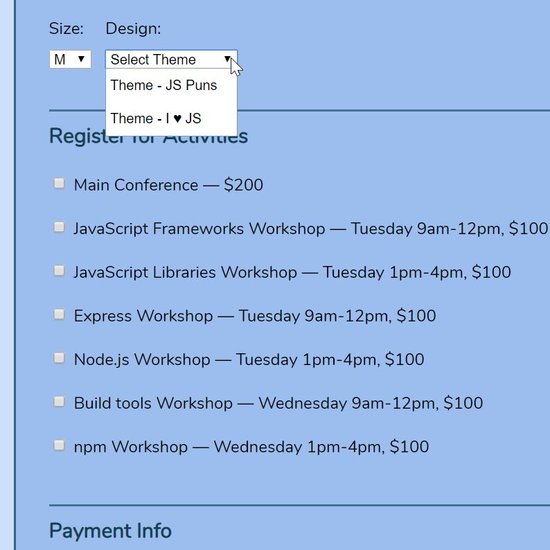 Size: Design:
M Select Theme
Theme - JS Puns
Theme - I ♥ JS
Register for Activities
Main Conference — $200
JavaScript Frameworks Workshop — Tuesday 9am-12pm, $100
JavaScript Libraries Workshop — Tuesday 1pm-4pm, $100
Express Workshop — Tuesday 9am-12pm, $100
Node.js Workshop — Tuesday 1pm-4pm, $100
Build tools Workshop — Wednesday 9am-12pm, $100
npm Workshop — Wednesday 1pm-4pm, $100
Payment Info